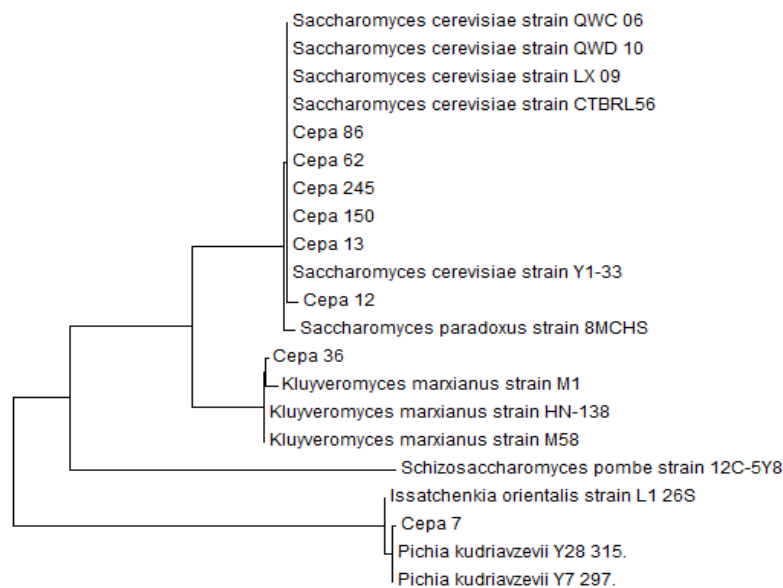 Saccharomyces cerevisiae strain QWC 06
Saccharomyces cerevisiae strain QWD 10
Saccharomyces cerevisiae strain LX 09
Saccharomyces cerevisiae strain CTBRL56
Cepa 86
Cepa 62
Cepa 245
Cepa 150
Cepa 13
Saccharomyces cerevisiae strain Y1-33
Cepa 12
Saccharomyces paradoxus strain 8MCHS
Cepa 36
Kluyveromyces marxianus strain M1
Kluyveromyces marxianus strain HN-138
Kluyveromyces marxianus strain M58
Schizosaccharomyces pombe strain 12C-5Y8
Issatchenkia orientalis strain L1 26S
Cepa 7
Pichia kudriavzevii Y28 315.
Pichia kudriavzevii Y7 297.